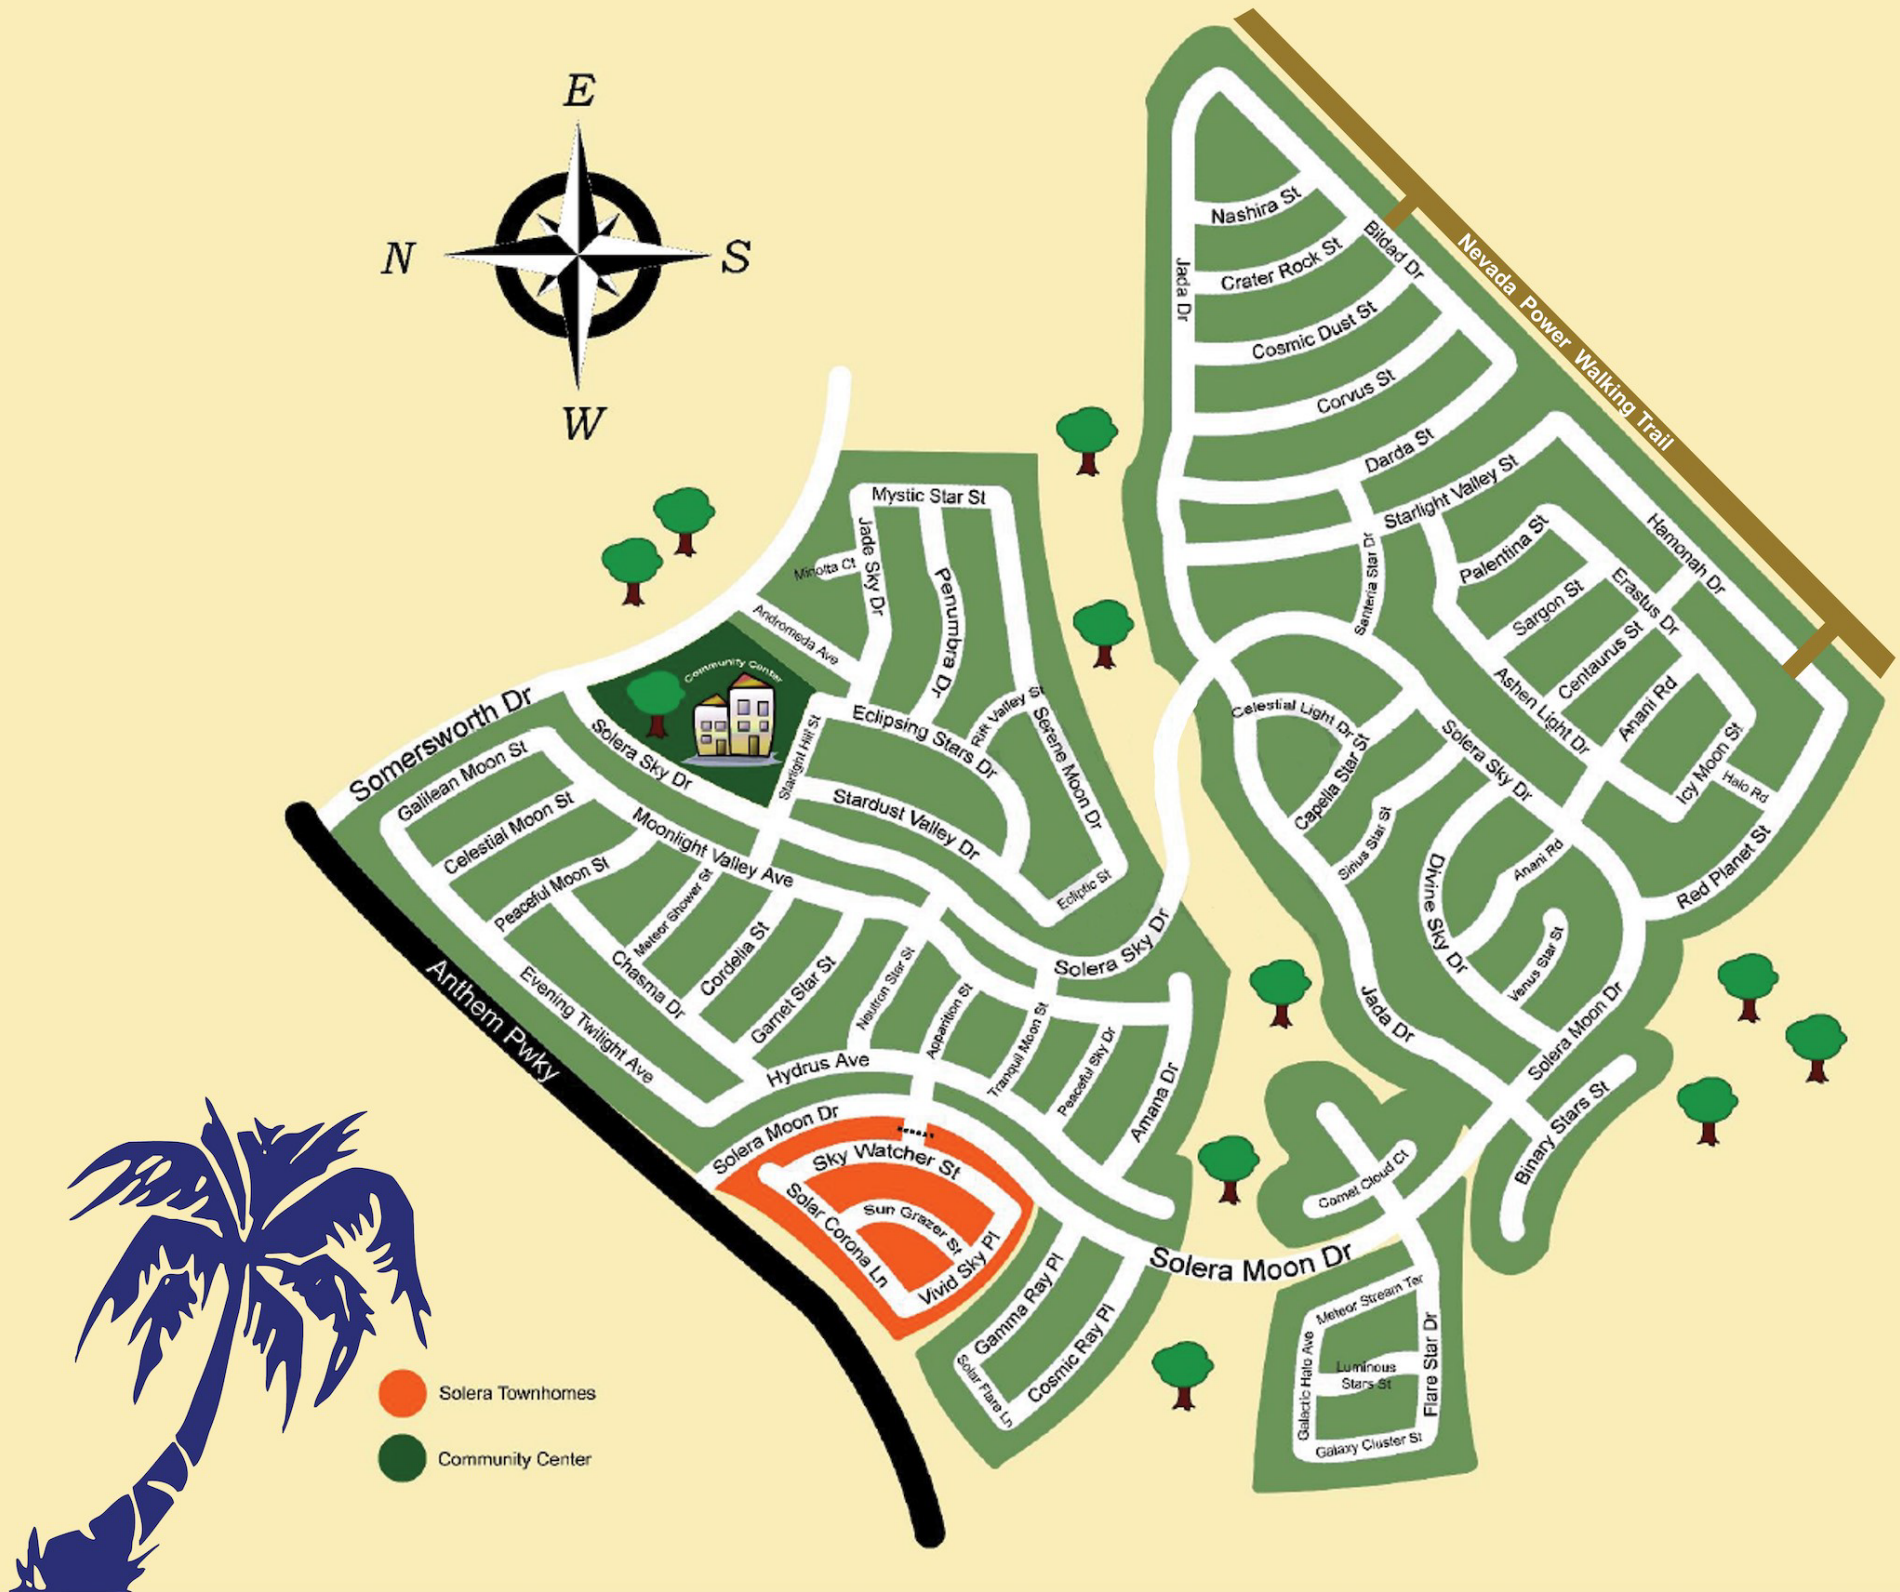 E
N
S
W
Nevada Power Walking Trail
Nashira St
Bildad Dr
Crater Rock St
Jada Dr
Cosmic Dust St
Corvus St
Darda St
Starlight Valley St
Mystic Star St
Jade Sky Dr
Minolta Ct
Penumbra Dr
Andromeda Ave
Santeria Star Dr
Palentina St
Hamonah Dr
Sargon St
Erastus Dr
Centaurus St
Ashen Light Dr
Anani Rd
Icy Moon St
Halo Rd
Red Planet St
Community Center
Somersworth Dr
Solera Sky Dr
Starlight Hill St
Eclipsing Stars Dr
Rift Valley St
Serene Moon Dr
Stardust Valley Dr
Ecliptic St
Celestial Light Dr
Capella Star St
Sirius Star St
Solera Sky Dr
Divine Sky Dr
Anani Rd
Venus Star St
Galilean Moon St
Celestial Moon St
Peaceful Moon St
Moonlight Valley Ave
Meteor Shower St
Chasma Dr
Cordelia St
Garnet Star St
Neutron Star St
Apparition St
Tranquil Moon St
Peaceful Sky Dr
Amana Dr
Solera Sky Dr
Evening Twilight Ave
Anthem Pwky
Hydrus Ave
Solera Moon Dr
Jada Dr
Solera Moon Dr
Binary Stars St
Camel Cloud Ct
Sky Watcher St
Solar Corona Ln
Sun Grazer St
Vivid Sky Pl
Gamma Ray Pl
Cosmic Ray Pl
Solar Flare Ln
Solera Moon Dr
Meteor Stream Ter
Galactic Halo Ave
Luminous
Stars St
Flare Star Dr
Galaxy Cluster St
Solera Townhomes
Community Center